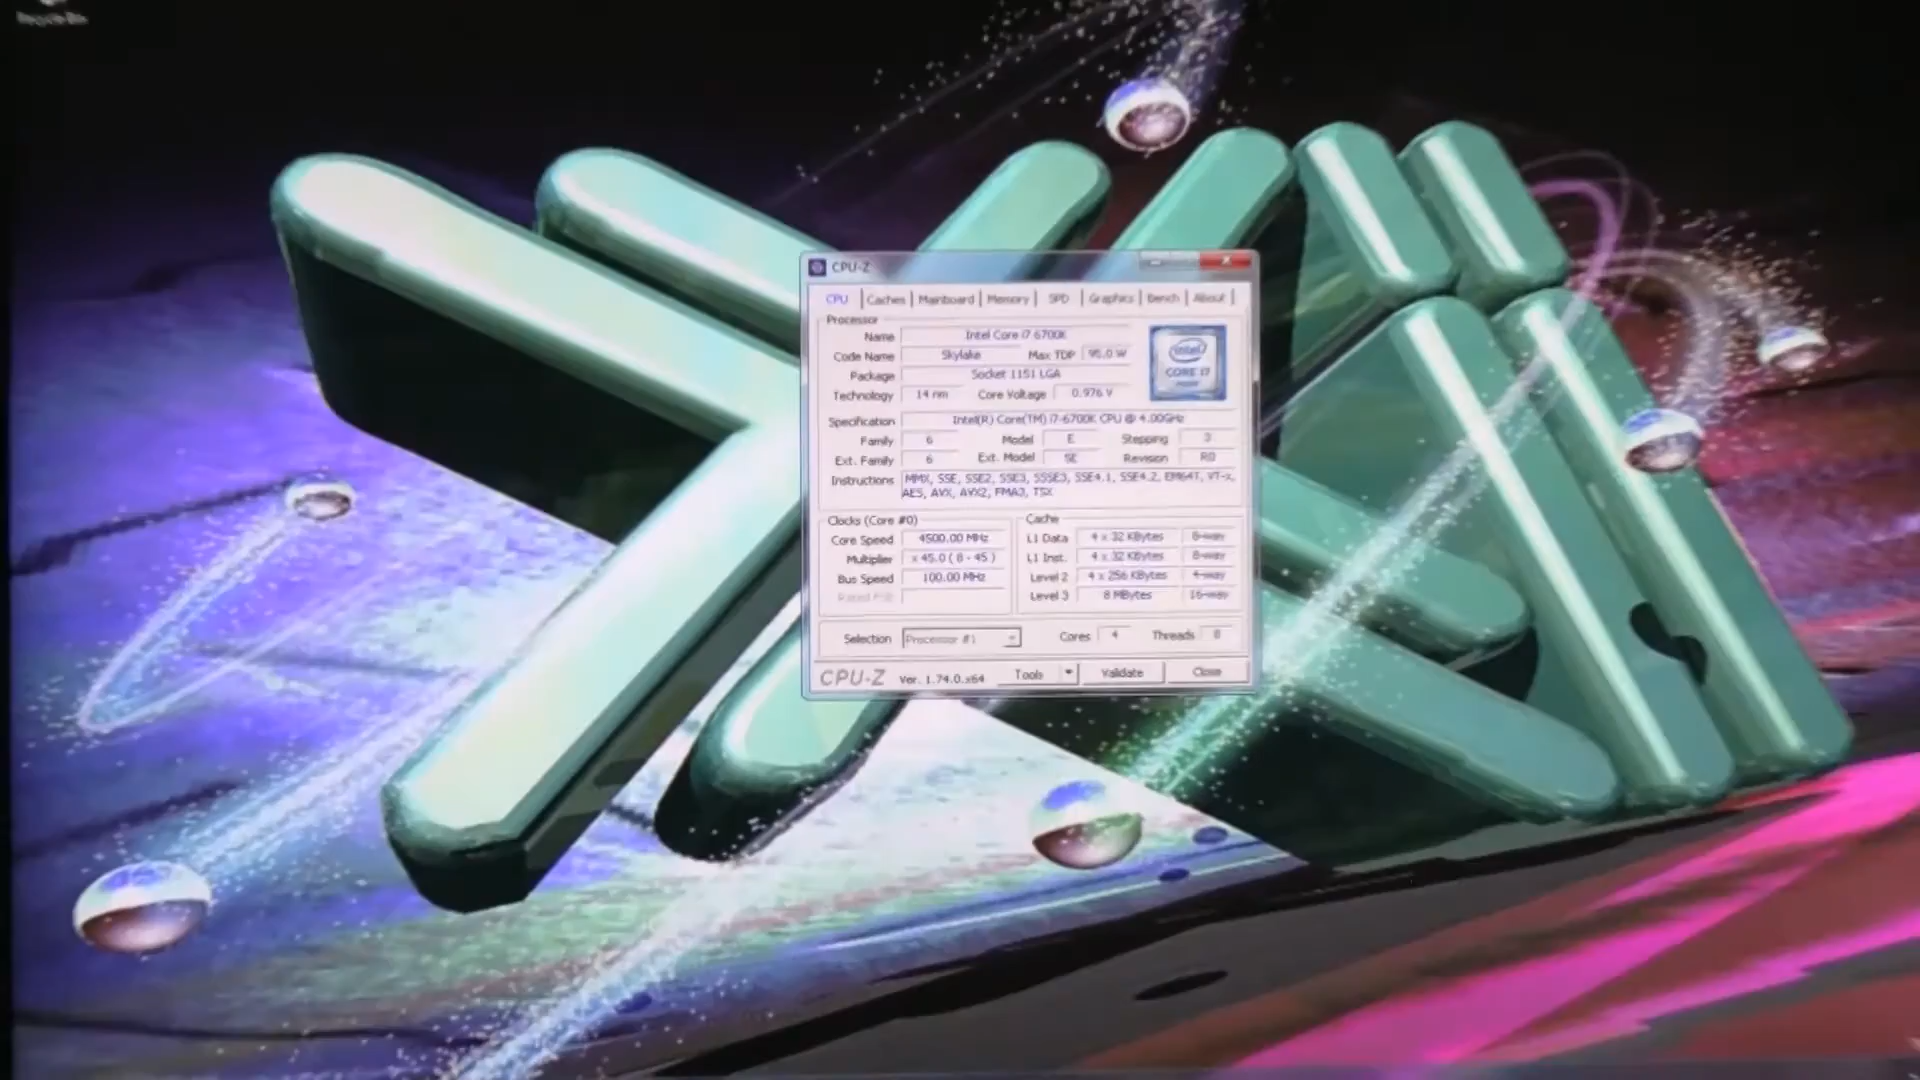 Recycle Bin
CPU-Z
CPU Caches Mainboard Memory SPD Graphics Bench About
Processor
Name Intel Core i7 6700K
Code Name Skylake Max TDP 95.0 W
Package Socket 1151 LGA
Technology 14 nm Core Voltage 0.976 V
intel
CORE i7
Specification Intel(R) Core(TM) i7-6700K CPU @ 4.00GHz
Family 6 Model E Stepping 3
Ext. Family 6 Ext. Model 5E Revision R0
Instructions MMX, SSE, SSE2, SSE3, SSSE3, SSE4.1, SSE4.2, EM64T, VT-x,
AES, AVX, AVX2, FMA3, TSX
Clocks (Core #0)
Core Speed 4500.00 MHz
Multiplier x 45.0 ( 8 - 45 )
Bus Speed 100.00 MHz
Rated FSB
Cache
L1 Data 4 x 32 KBytes 8-way
L1 Inst. 4 x 32 KBytes 8-way
Level 2 4 x 256 KBytes 4-way
Level 3 8 MBytes 16-way
Selection Processor #1 Cores 4 Threads 8
CPU-Z Ver. 1.74.0.x64 Tools Validate Close